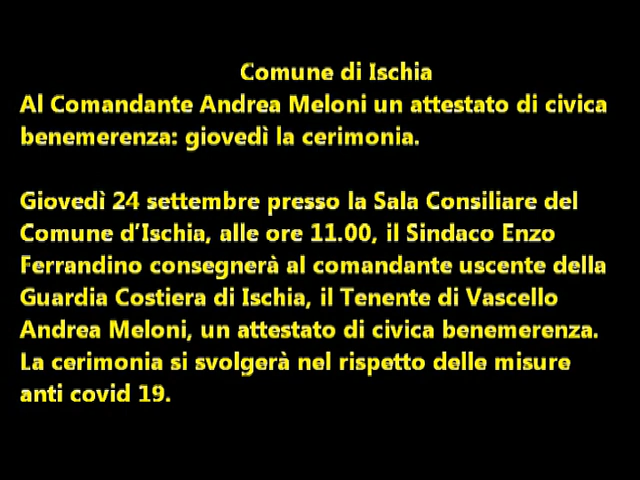 Comune di Ischia
Al Comandante Andrea Meloni un attestato di civica
benemerenza: giovedì la cerimonia.
Giovedì 24 settembre presso la Sala Consiliare del
Comune d'Ischia, alle ore 11.00, il Sindaco Enzo
Ferrandino consegnerà al comandante uscente della
Guardia Costiera di Ischia, il Tenente di Vascello
Andrea Meloni, un attestato di civica benemerenza.
La cerimonia si svolgerà nel rispetto delle misure
anti covid 19.